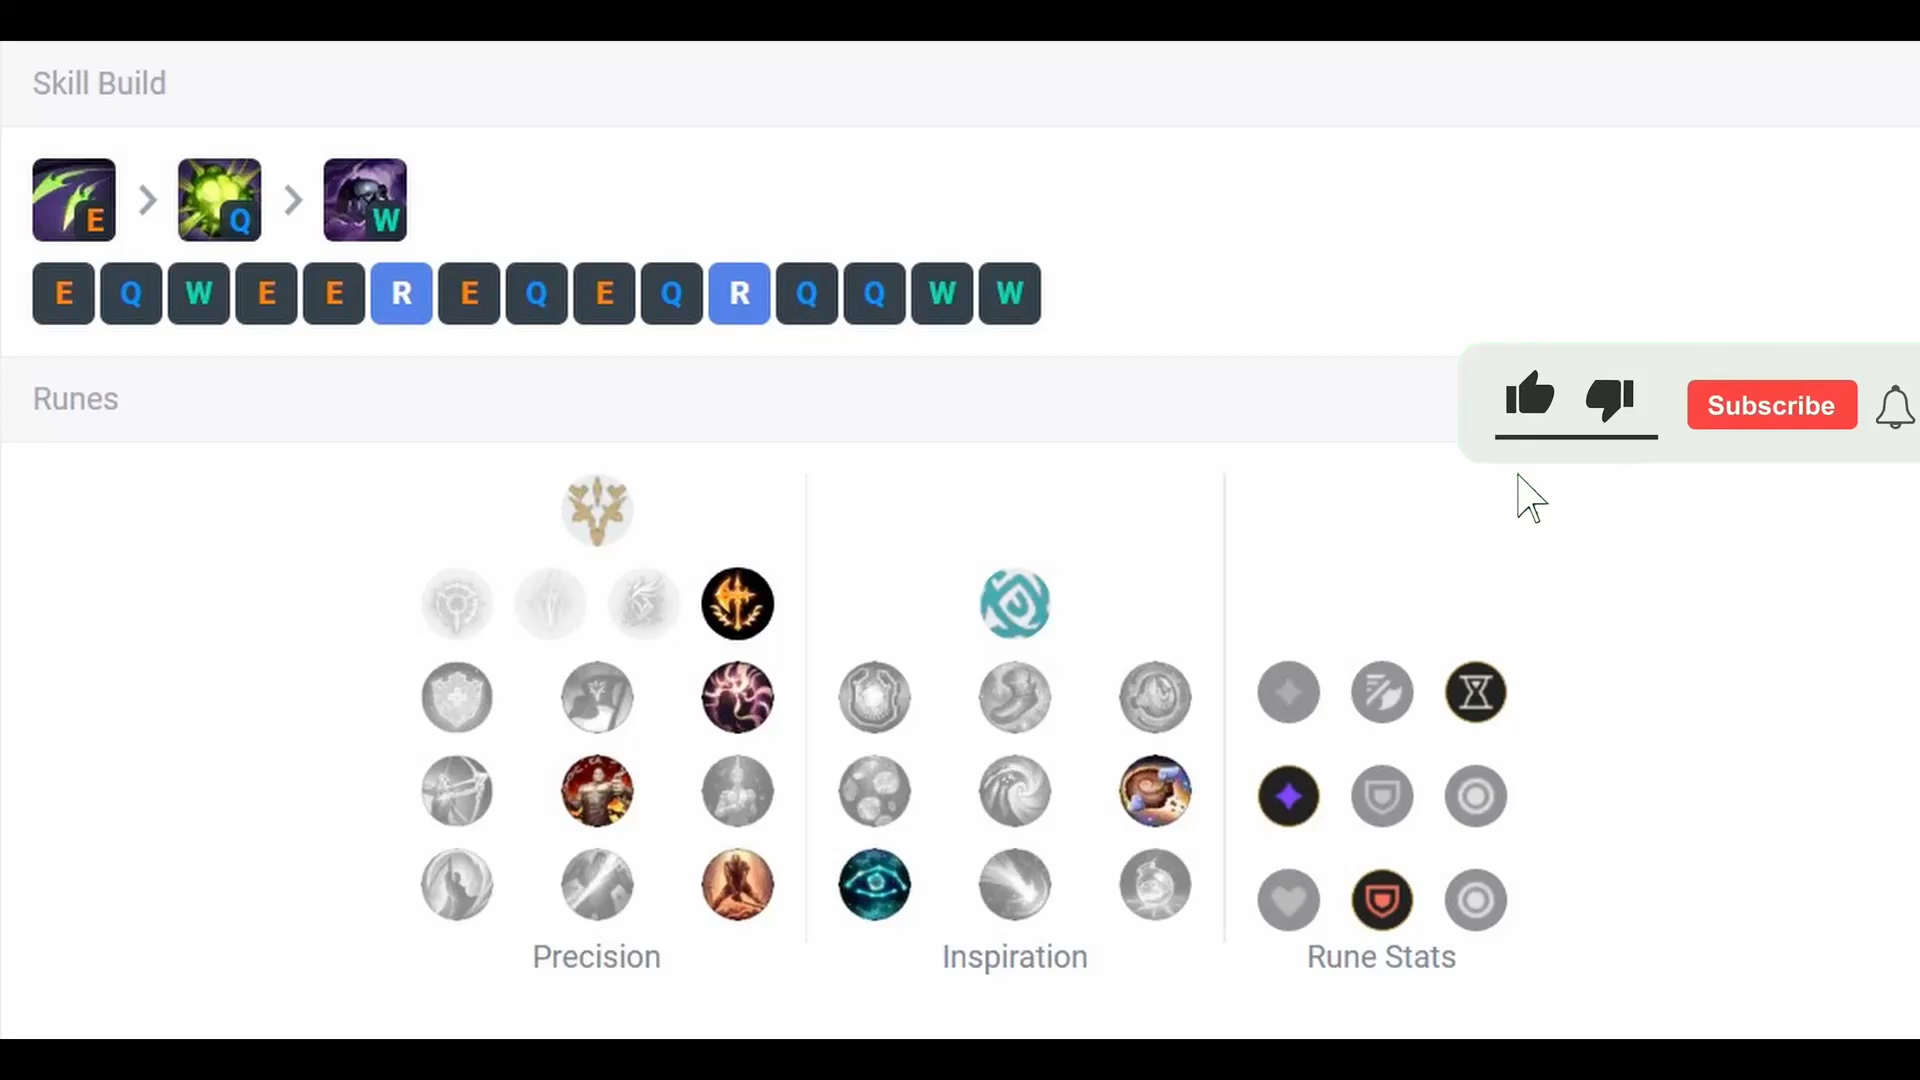 Skill Build
E Q W
E Q W E E R E Q E Q R Q Q W W
Runes
Subscribe
Precision Inspiration Rune Stats